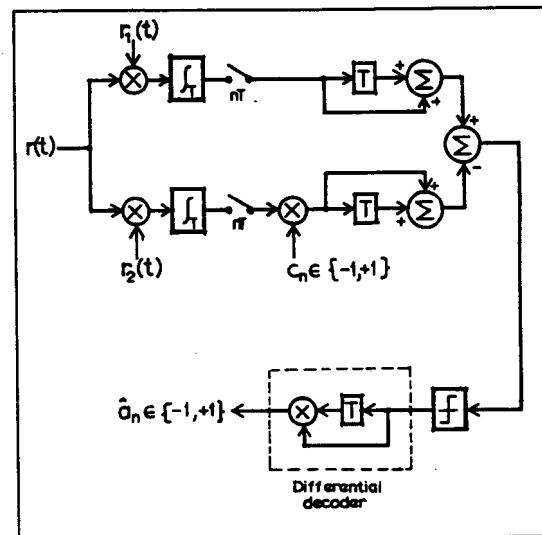 r₁(t)
∫T
nT
T
+
Σ
+
+
r(t)
Σ
-
∫T
nT
T
+
+
Σ
r₂(t)
cₙ∈{-1,+1}
âₙ∈{-1,+1}
T
Differential
decoder